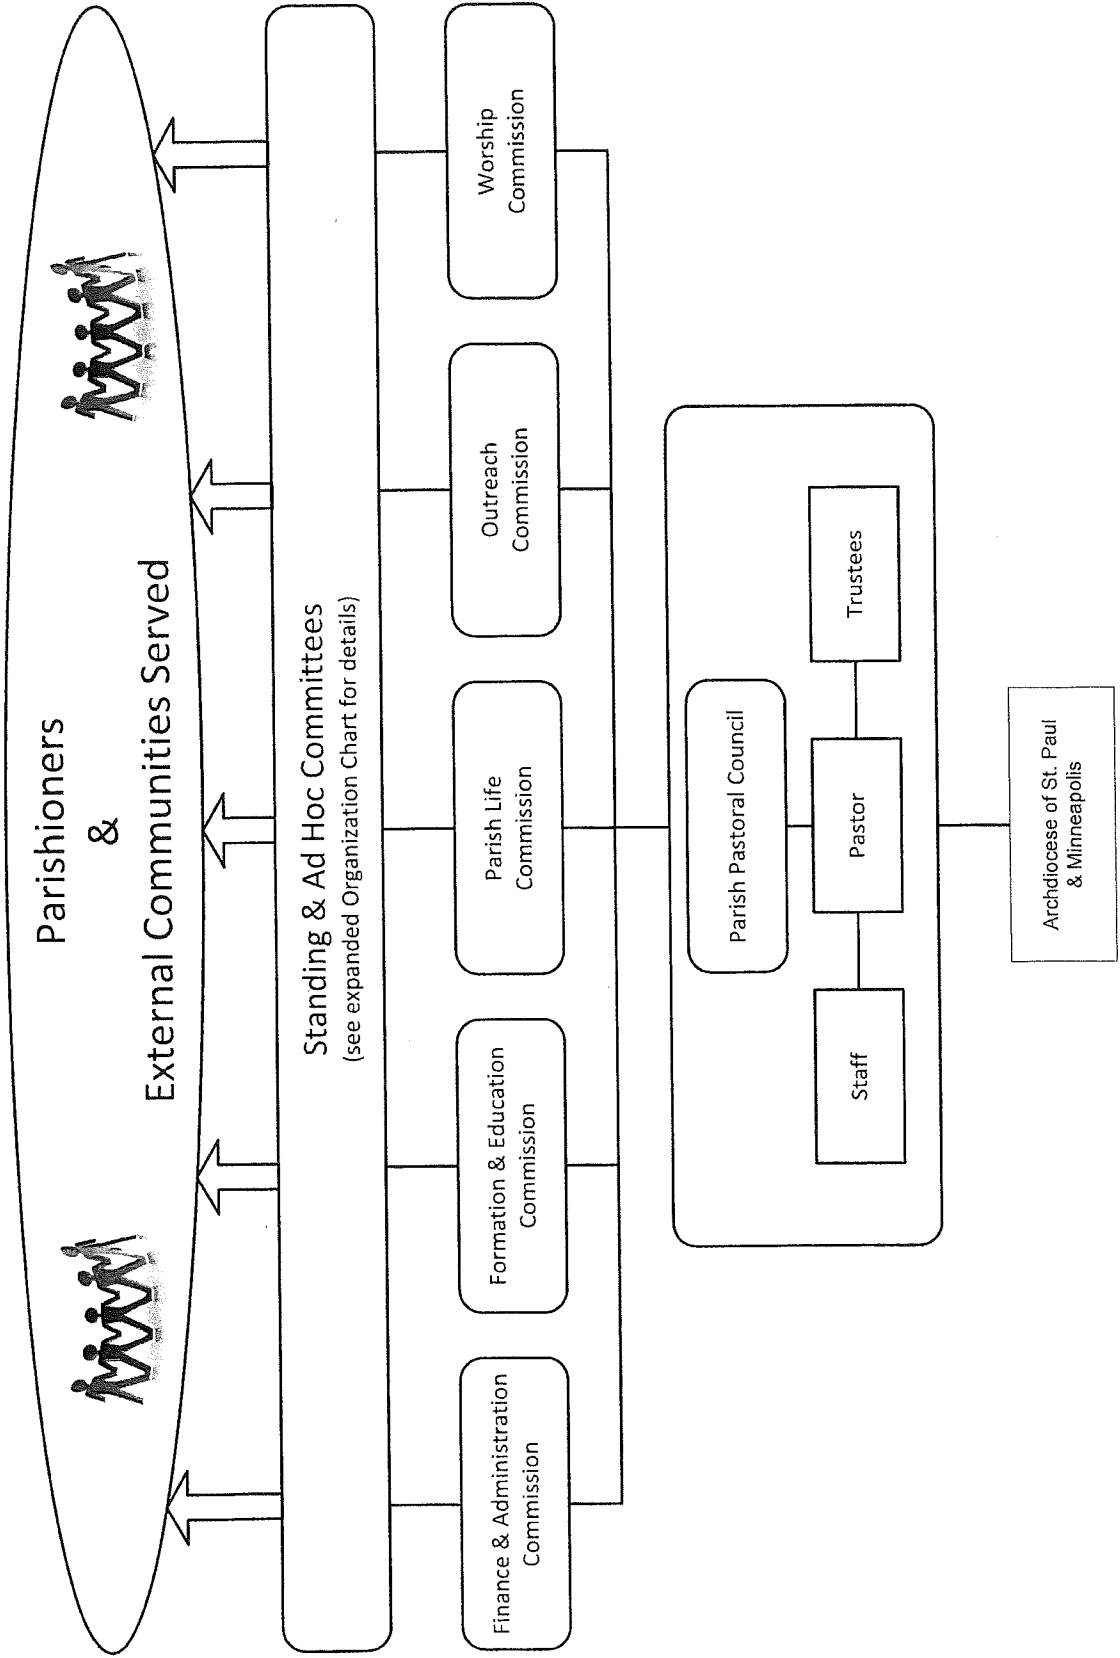 Parishioners
&
External Communities Served
Standing & Ad Hoc Committees
(see expanded Organization Chart for details)
Finance & Administration
Commission
Formation & Education
Commission
Parish Life
Commission
Outreach
Commission
Worship
Commission
Parish Pastoral Council
Staff
Pastor
Trustees
Archdiocese of St. Paul
& Minneapolis